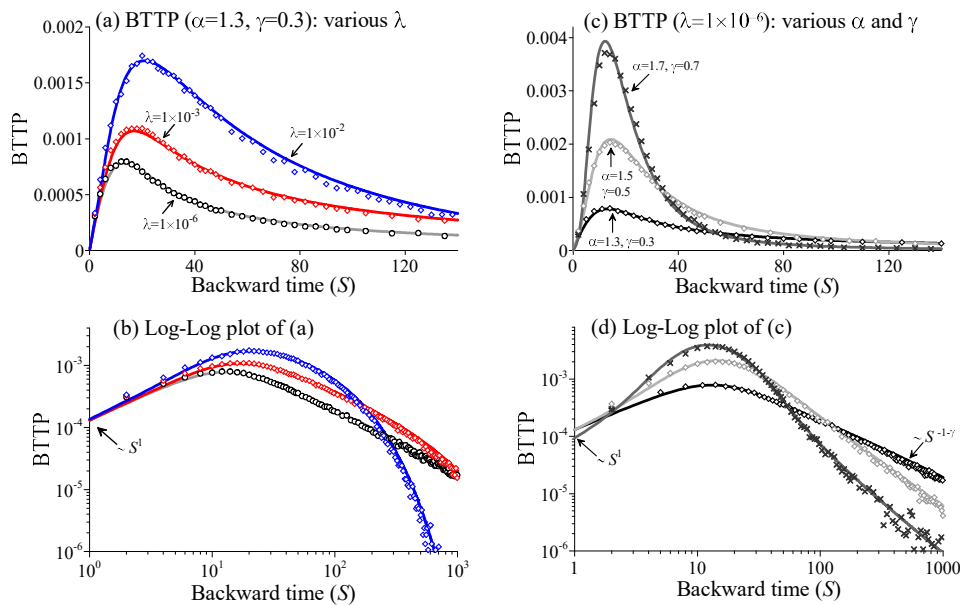 (a) BTTP (α=1.3, γ=0.3): various λ
BTTP
0.002
0.0015
0.001
0.0005
0
λ=1×10⁻³
λ=1×10⁻²
λ=1×10⁻⁶
0 40 80 120
Backward time (S)
(c) BTTP (λ=1×10⁻⁶): various α and γ
BTTP
0.004
0.003
0.002
0.001
0
α=1.7, γ=0.7
α=1.5
γ=0.5
α=1.3, γ=0.3
0 40 80 120
Backward time (S)
(b) Log-Log plot of (a)
BTTP
10⁻³
10⁻⁴
10⁻⁵
10⁻⁶
~ S¹
10⁰ 10¹ 10² 10³
Backward time (S)
(d) Log-Log plot of (c)
BTTP
10⁻³
10⁻⁴
10⁻⁵
10⁻⁶
~ S¹
~ S⁻¹⁻ᵞ
1 10 100 1000
Backward time (S)